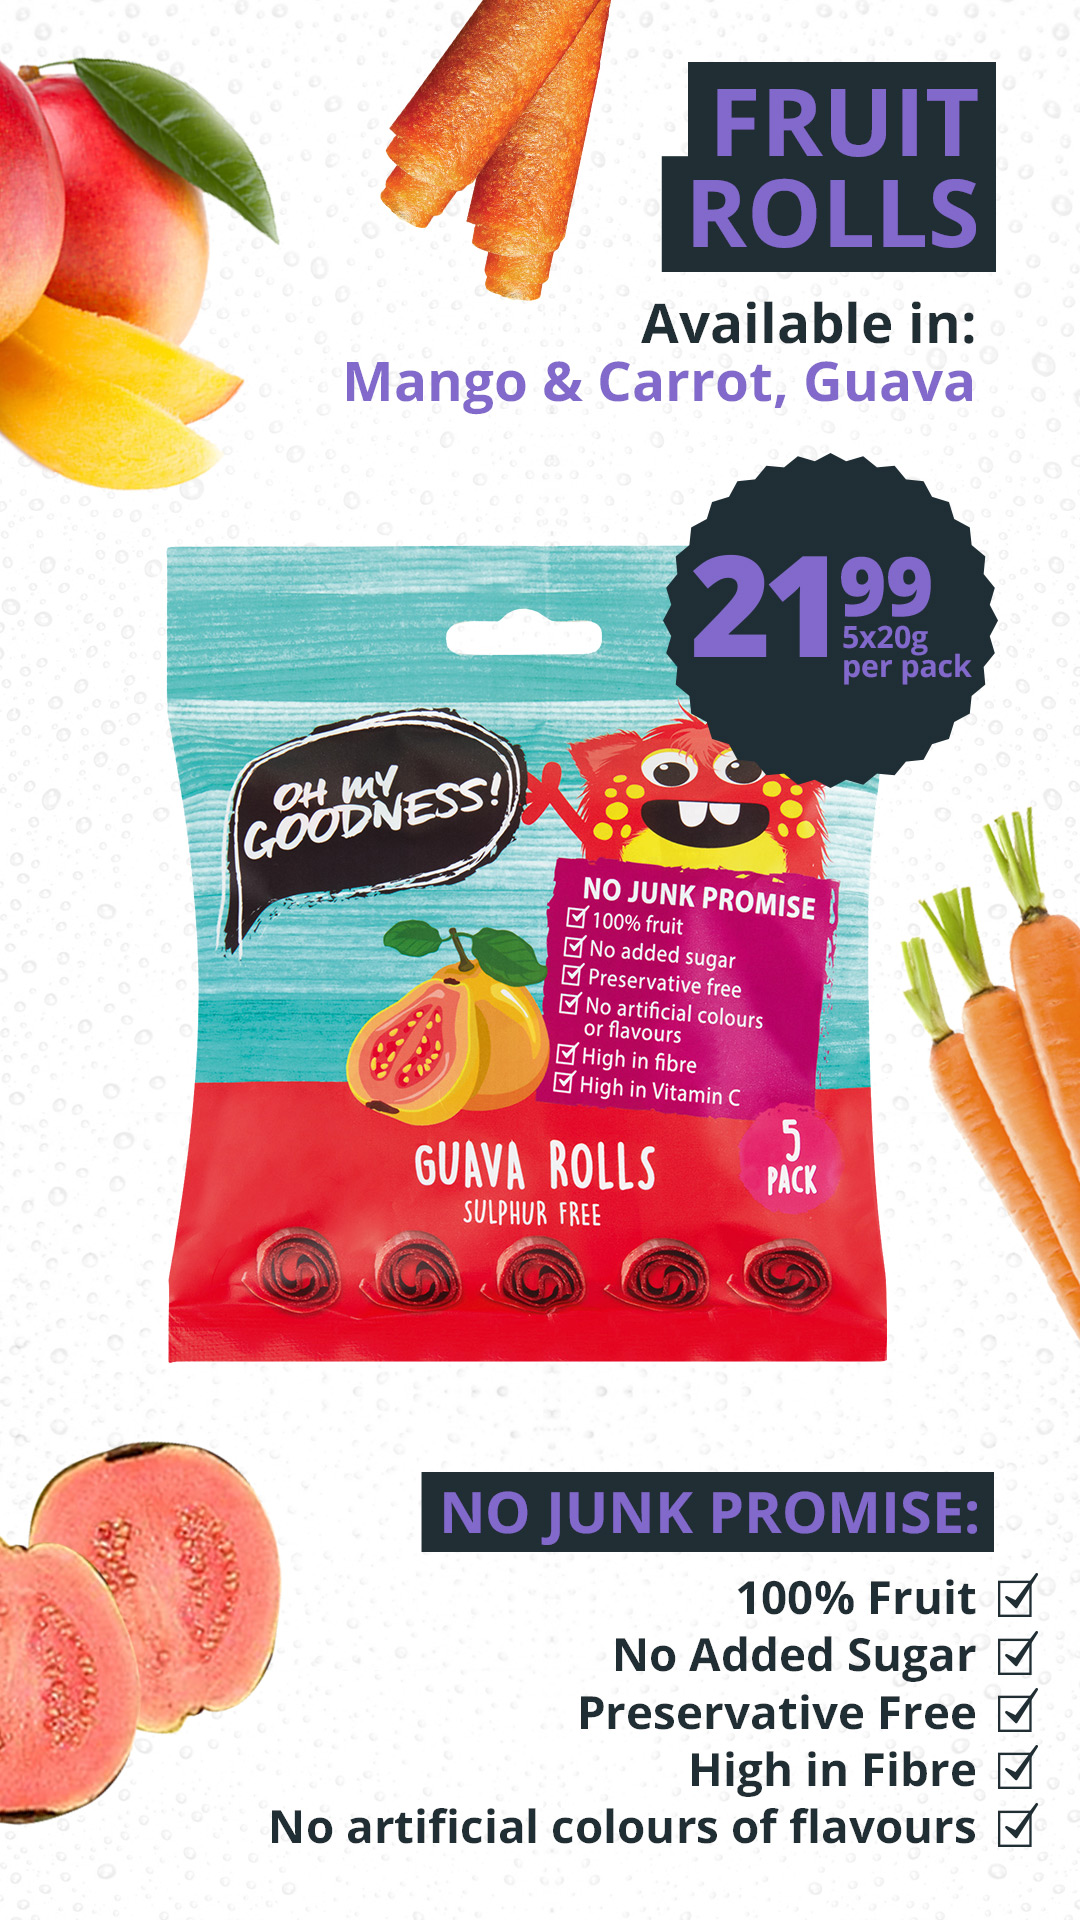 FRUIT
ROLLS
Available in:
Mango & Carrot, Guava
2199
5x20g
per pack
OH MY
GOODNESS!
NO JUNK PROMISE
100% fruit
No added sugar
Preservative free
No artificial colours
or flavours
High in fibre
High in Vitamin C
5
PACK
GUAVA ROLLS
SULPHUR FREE
NO JUNK PROMISE:
100% Fruit
No Added Sugar
Preservative Free
High in Fibre
No artificial colours of flavours